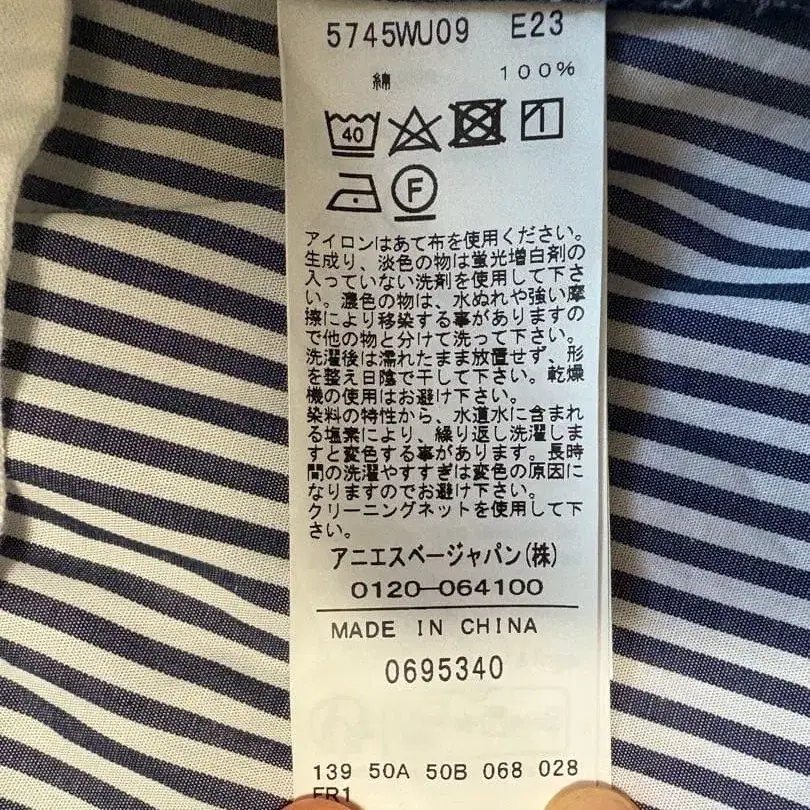 5745WJ09 E23
綿 100%
40
F
アイロンはあて布を使用ください。
生成り、淡色の物は蛍光増白剤の
入っていない洗剤を使用して下さ
い。濃色の物は、水ぬれや強い摩
擦により移染する事がありますの
で他の物と分けて洗って下さい。
洗濯後は濡れたまま放置せず、形
を整え日陰で干して下さい。乾燥
機の使用はお避け下さい。
染料の特性から、水道水に含まれ
る塩素により、繰り返し洗濯しま
すと変色する事があります。長時
間の洗濯やすすぎは変色の原因に
なりますのでお避け下さい。
クリーニングネットを使用して下
さい。
アニエスベージャパン(株)
0120-064100
MADE IN CHINA
0695340
139 50A 50B 068 028
FR1